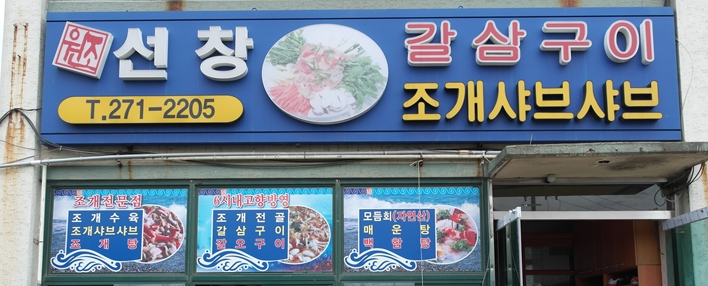 원조 선창
T.271-2205
갈삼구이
조개샤브샤브
조개전문점
조개수육
조개샤브샤브
조개탕
6시내고향방영
조개전골
갈삼구이
갈오구이
모듬회(자연산)
매운탕
백합탕